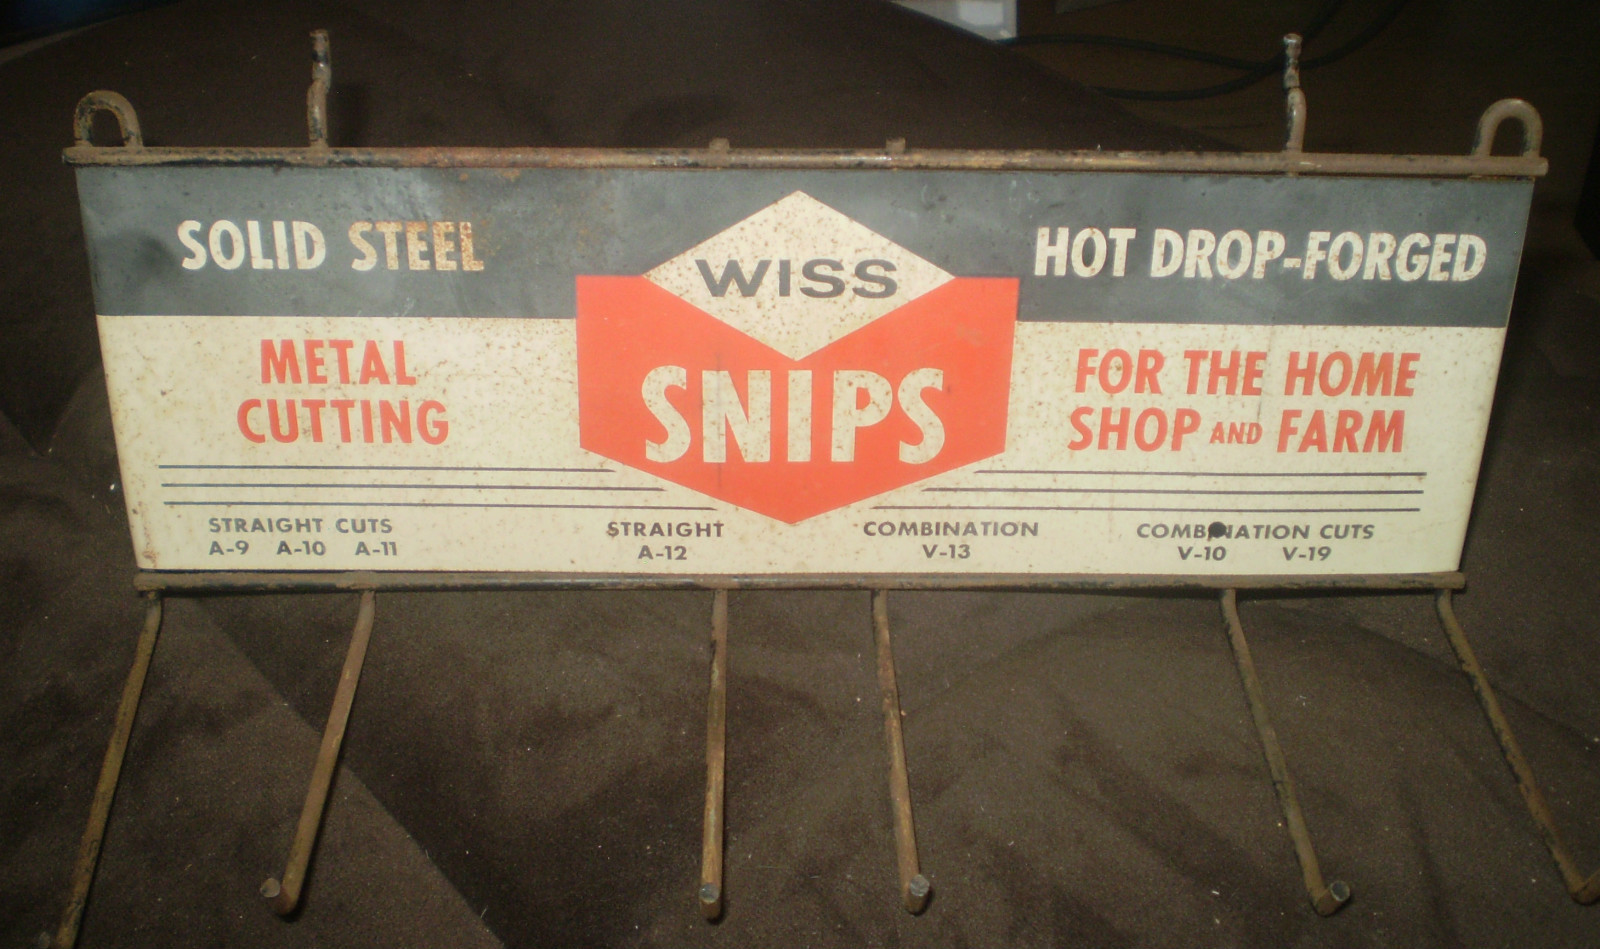 SOLID STEEL
WISS
HOT DROP-FORGED
METAL
CUTTING
SNIPS
FOR THE HOME
SHOP AND FARM
STRAIGHT CUTS
A-9 A-10 A-11
STRAIGHT
A-12
COMBINATION
V-13
COMBINATION CUTS
V-10 V-19